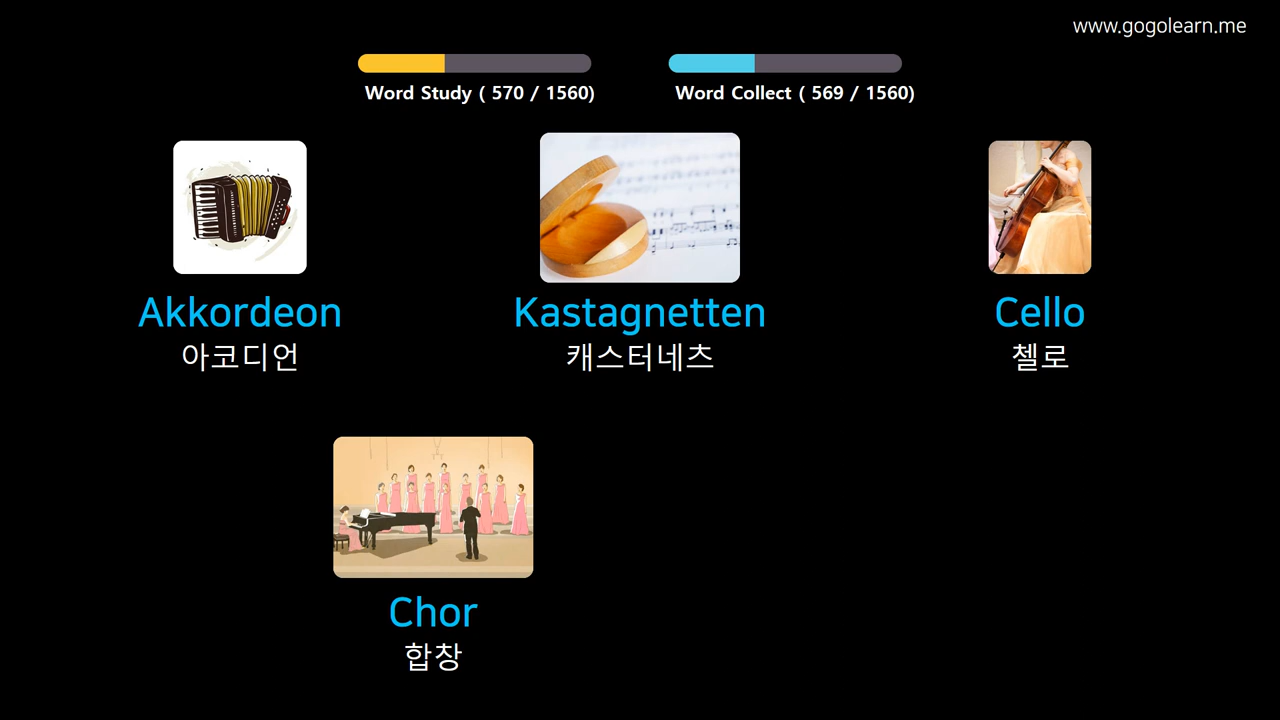 www.gogolearn.me
Word Study ( 570 / 1560)
Word Collect ( 569 / 1560)
Akkordeon
아코디언
Kastagnetten
캐스터네츠
Cello
첼로
Chor
합창